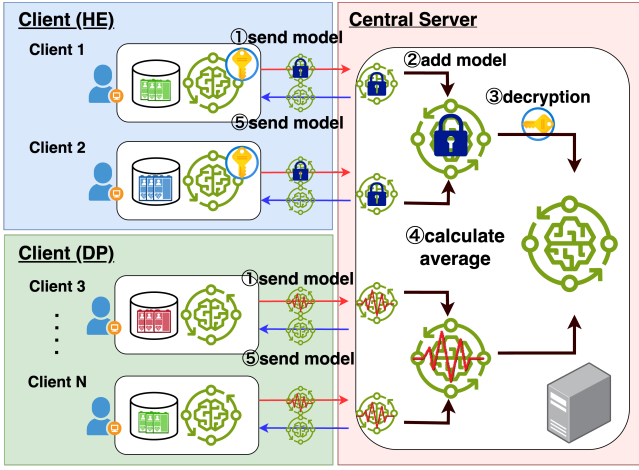 Client (HE)
Client 1
①send model
⑤send model
Client 2
Client (DP)
Client 3
①send model
⑤send model
Client N
Central Server
②add model
③decryption
④calculate
average